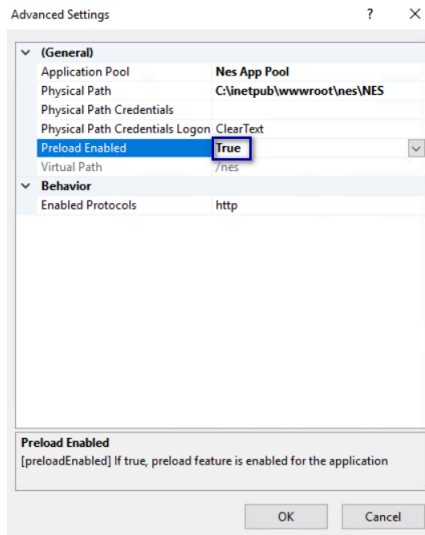 Advanced Settings ? ×
(General)
Application Pool Nes App Pool
Physical Path C:\inetpub\wwwroot\nes\NES
Physical Path Credentials
Physical Path Credentials Logon ClearText
Preload Enabled True
Virtual Path /nes
Behavior
Enabled Protocols http
Preload Enabled
[preloadEnabled] If true, preload feature is enabled for the application
OK Cancel